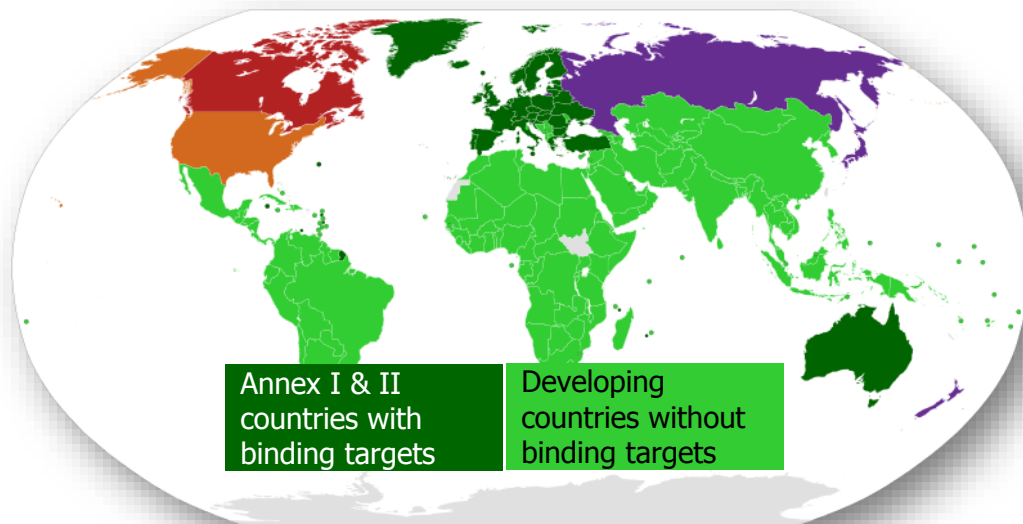 Annex I & II
countries with
binding targets
Developing
countries without
binding targets